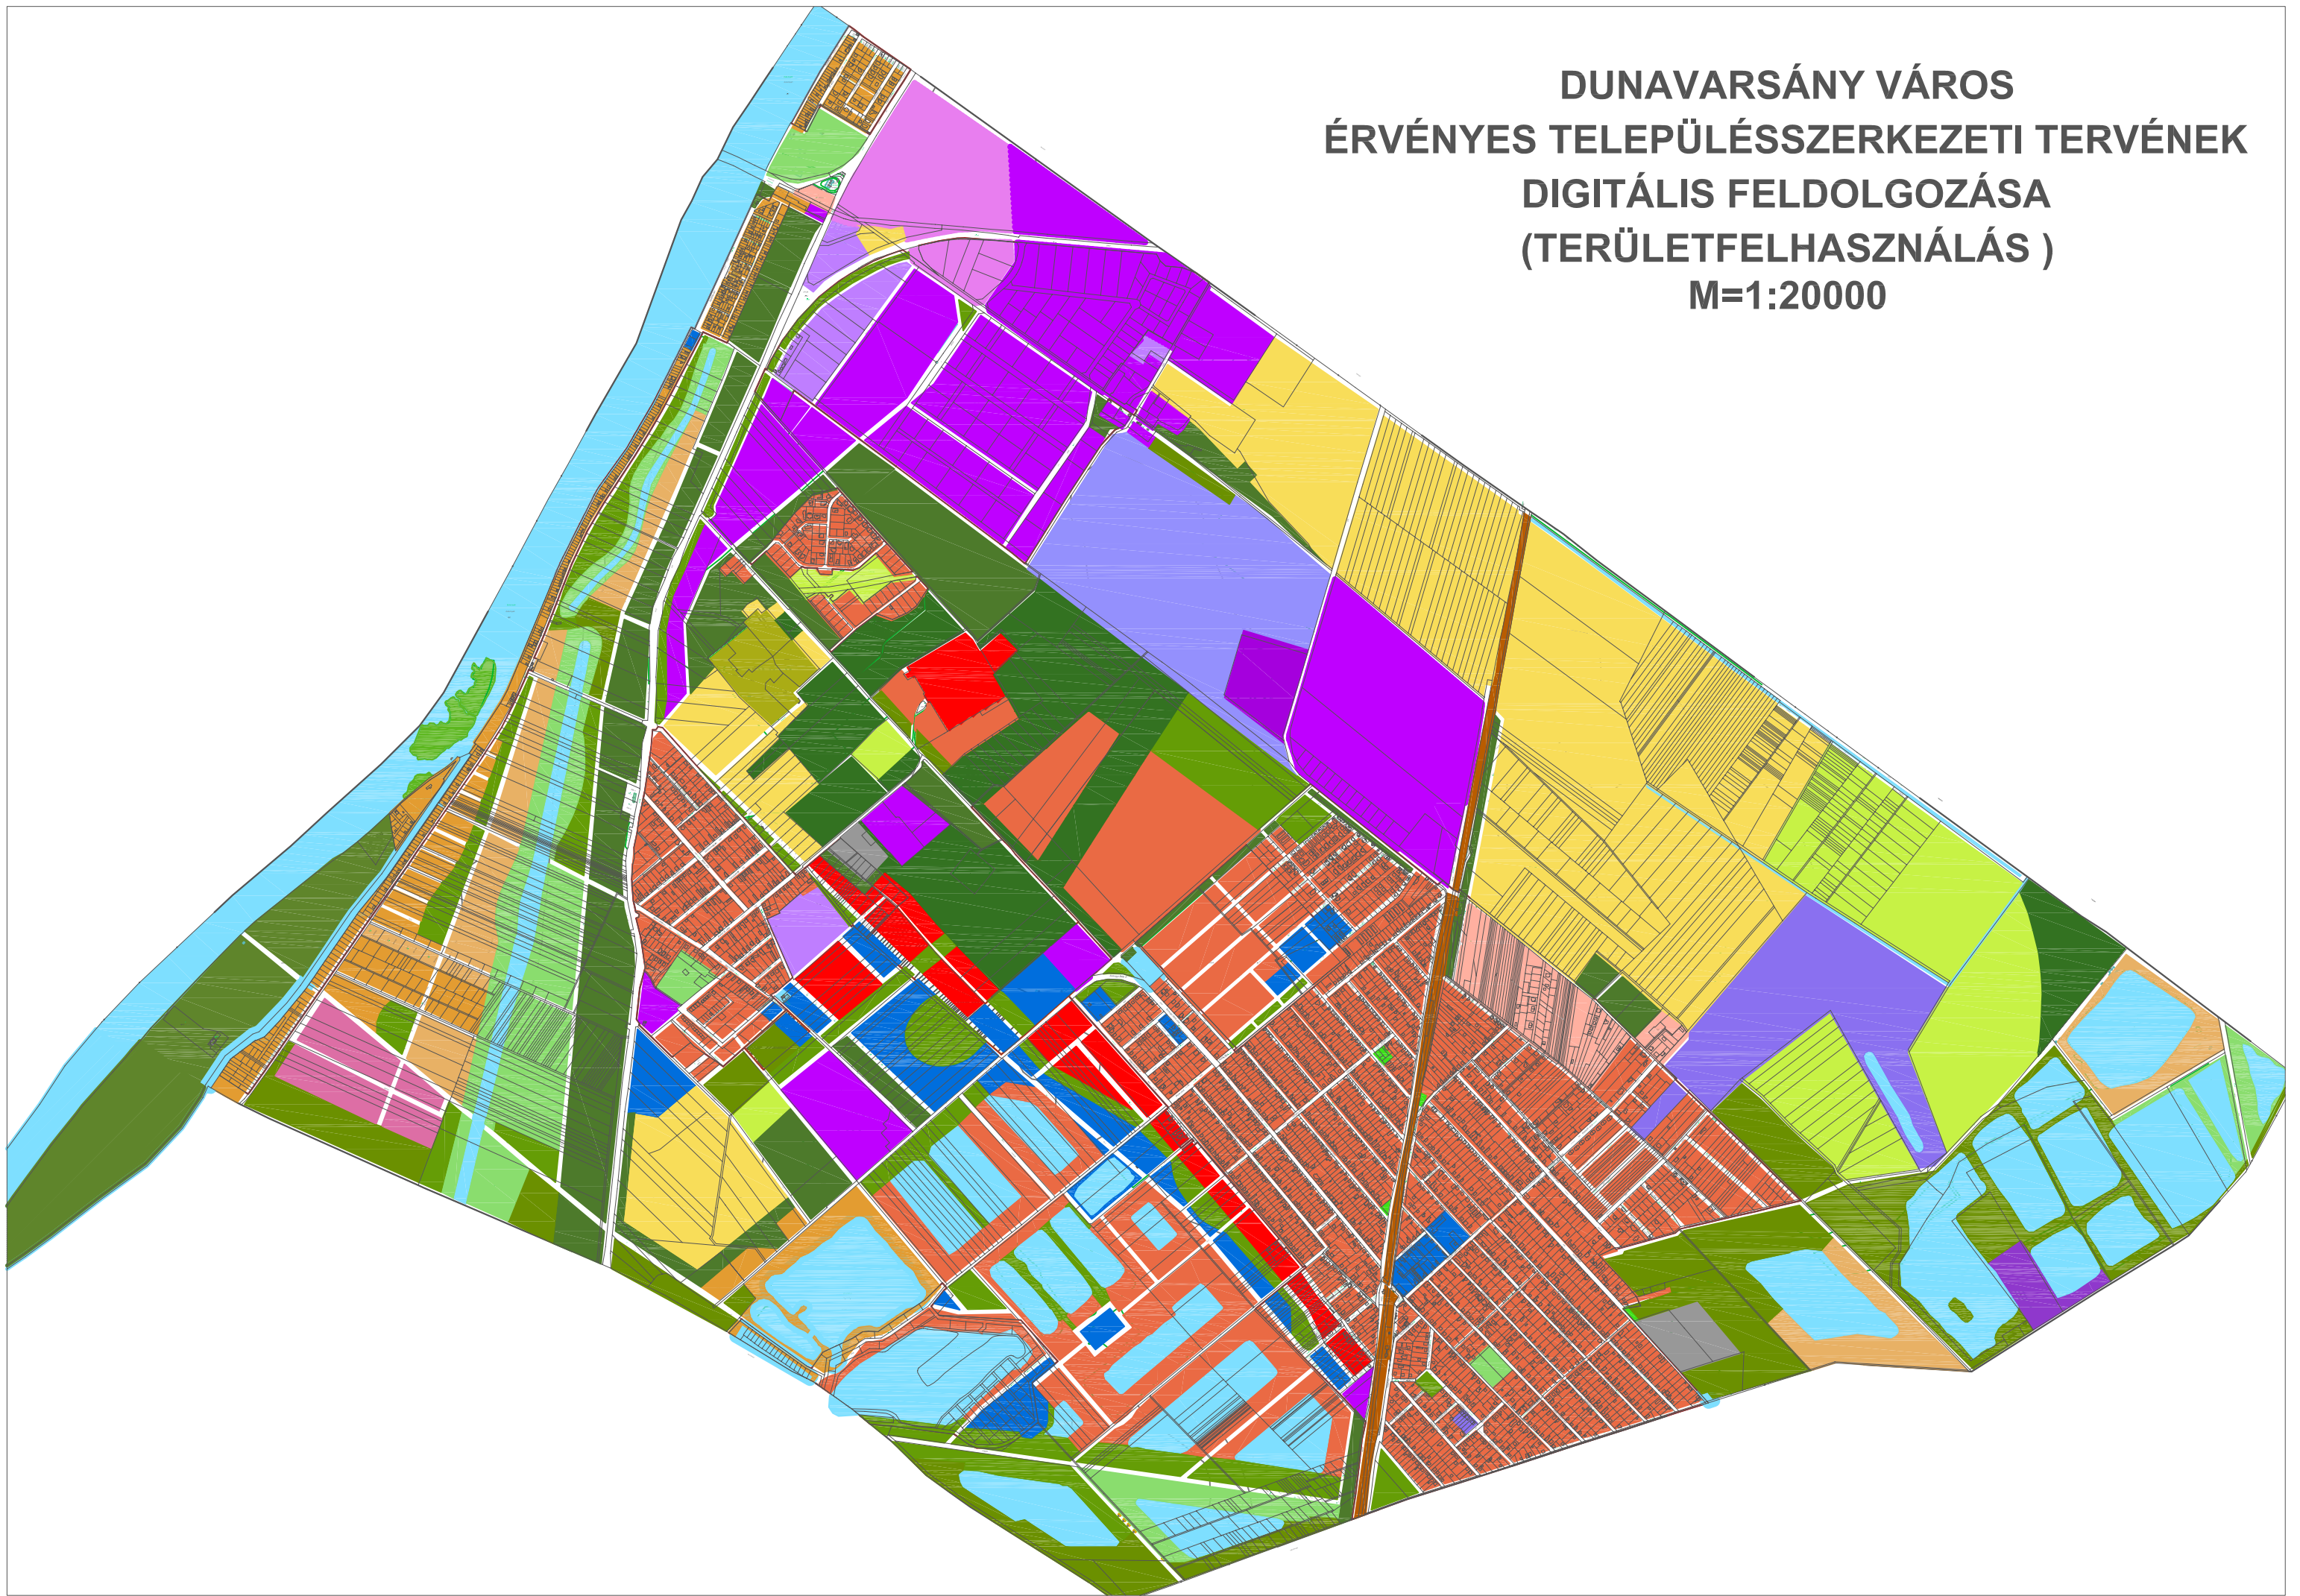 DUNAVARSÁNY VÁROS
ÉRVÉNYES TELEPÜLÉSSZERKEZETI TERVÉNEK
DIGITÁLIS FELDOLGOZÁSA
(TERÜLETFELHASZNÁLÁS )
M=1:20000